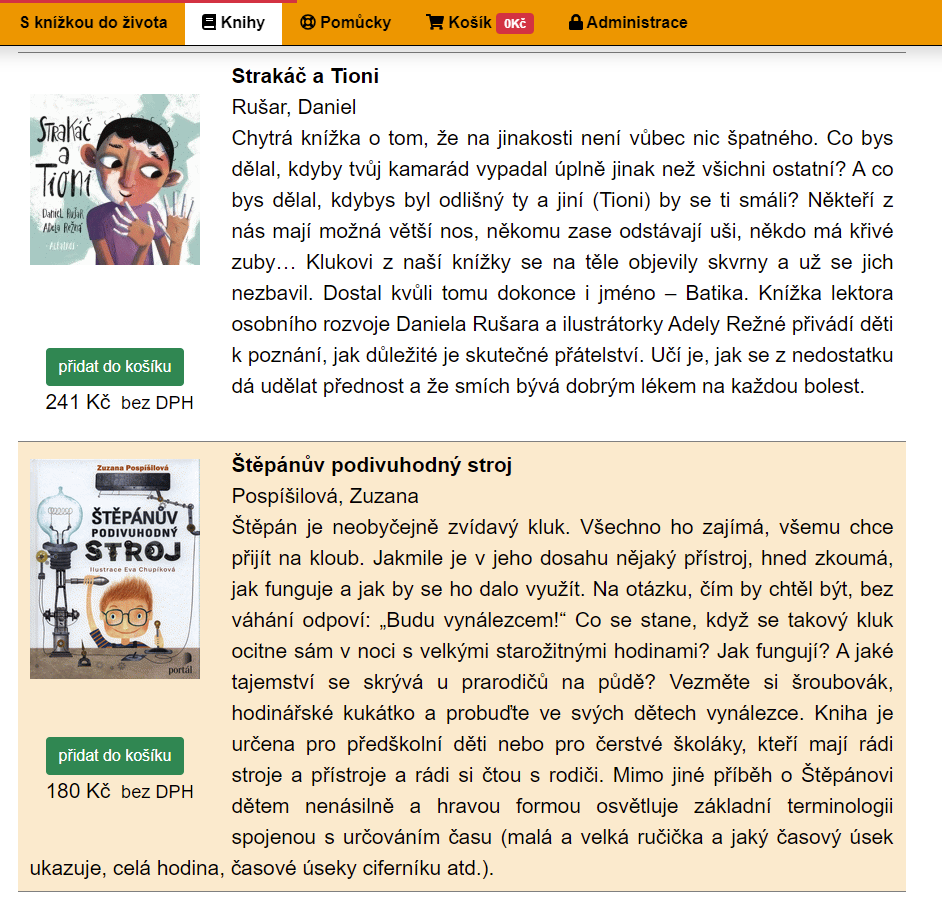 S knížkou do života Knihy Pomůcky Košík 0Kč Administrace
Strakáč a Tioni
Rušar, Daniel
Chytrá knížka o tom, že na jinakosti není vůbec nic špatného. Co bys
dělal, kdyby tvůj kamarád vypadal úplně jinak než všichni ostatní? A co
bys dělal, kdybys byl odlišný ty a jiní (Tioni) by se ti smáli? Někteří z
nás mají možná větší nos, někomu zase odstávají uši, někdo má křivé
zuby… Klukovi z naší knížky se na těle objevily skvrny a už se jich
nezbavil. Dostal kvůli tomu dokonce i jméno – Batika. Knížka lektora
osobního rozvoje Daniela Rušara a ilustrátorky Adely Režné přivádí děti
k poznání, jak důležité je skutečné přátelství. Učí je, jak se z nedostatku
dá udělat přednost a že smích bývá dobrým lékem na každou bolest.
Strakáč
a
Tioni
Daniel Rušar
Adela Režná
ALBATROS
přidat do košíku
241 Kč bez DPH
Štěpánův podivuhodný stroj
Pospíšilová, Zuzana
Štěpán je neobyčejně zvídavý kluk. Všechno ho zajímá, všemu chce
přijít na kloub. Jakmile je v jeho dosahu nějaký přístroj, hned zkoumá,
jak funguje a jak by se ho dalo využít. Na otázku, čím by chtěl být, bez
váhání odpoví: „Budu vynálezcem!“ Co se stane, když se takový kluk
ocitne sám v noci s velkými starožitnými hodinami? Jak fungují? A jaké
tajemství se skrývá u prarodičů na půdě? Vezměte si šroubovák,
hodinářské kukátko a probuďte ve svých dětech vynálezce. Kniha je
určena pro předškolní děti nebo pro čerstvé školáky, kteří mají rádi
stroje a přístroje a rádi si čtou s rodiči. Mimo jiné příběh o Štěpánovi
dětem nenásilně a hravou formou osvětluje základní terminologii
spojenou s určováním času (malá a velká ručička a jaký časový úsek
ukazuje, celá hodina, časové úseky ciferníku atd.).
Zuzana Pospíšilová
ŠTĚPÁNŮV
PODIVUHODNÝ
STROJ
Ilustrace Eva Chupíková
portál
přidat do košíku
180 Kč bez DPH